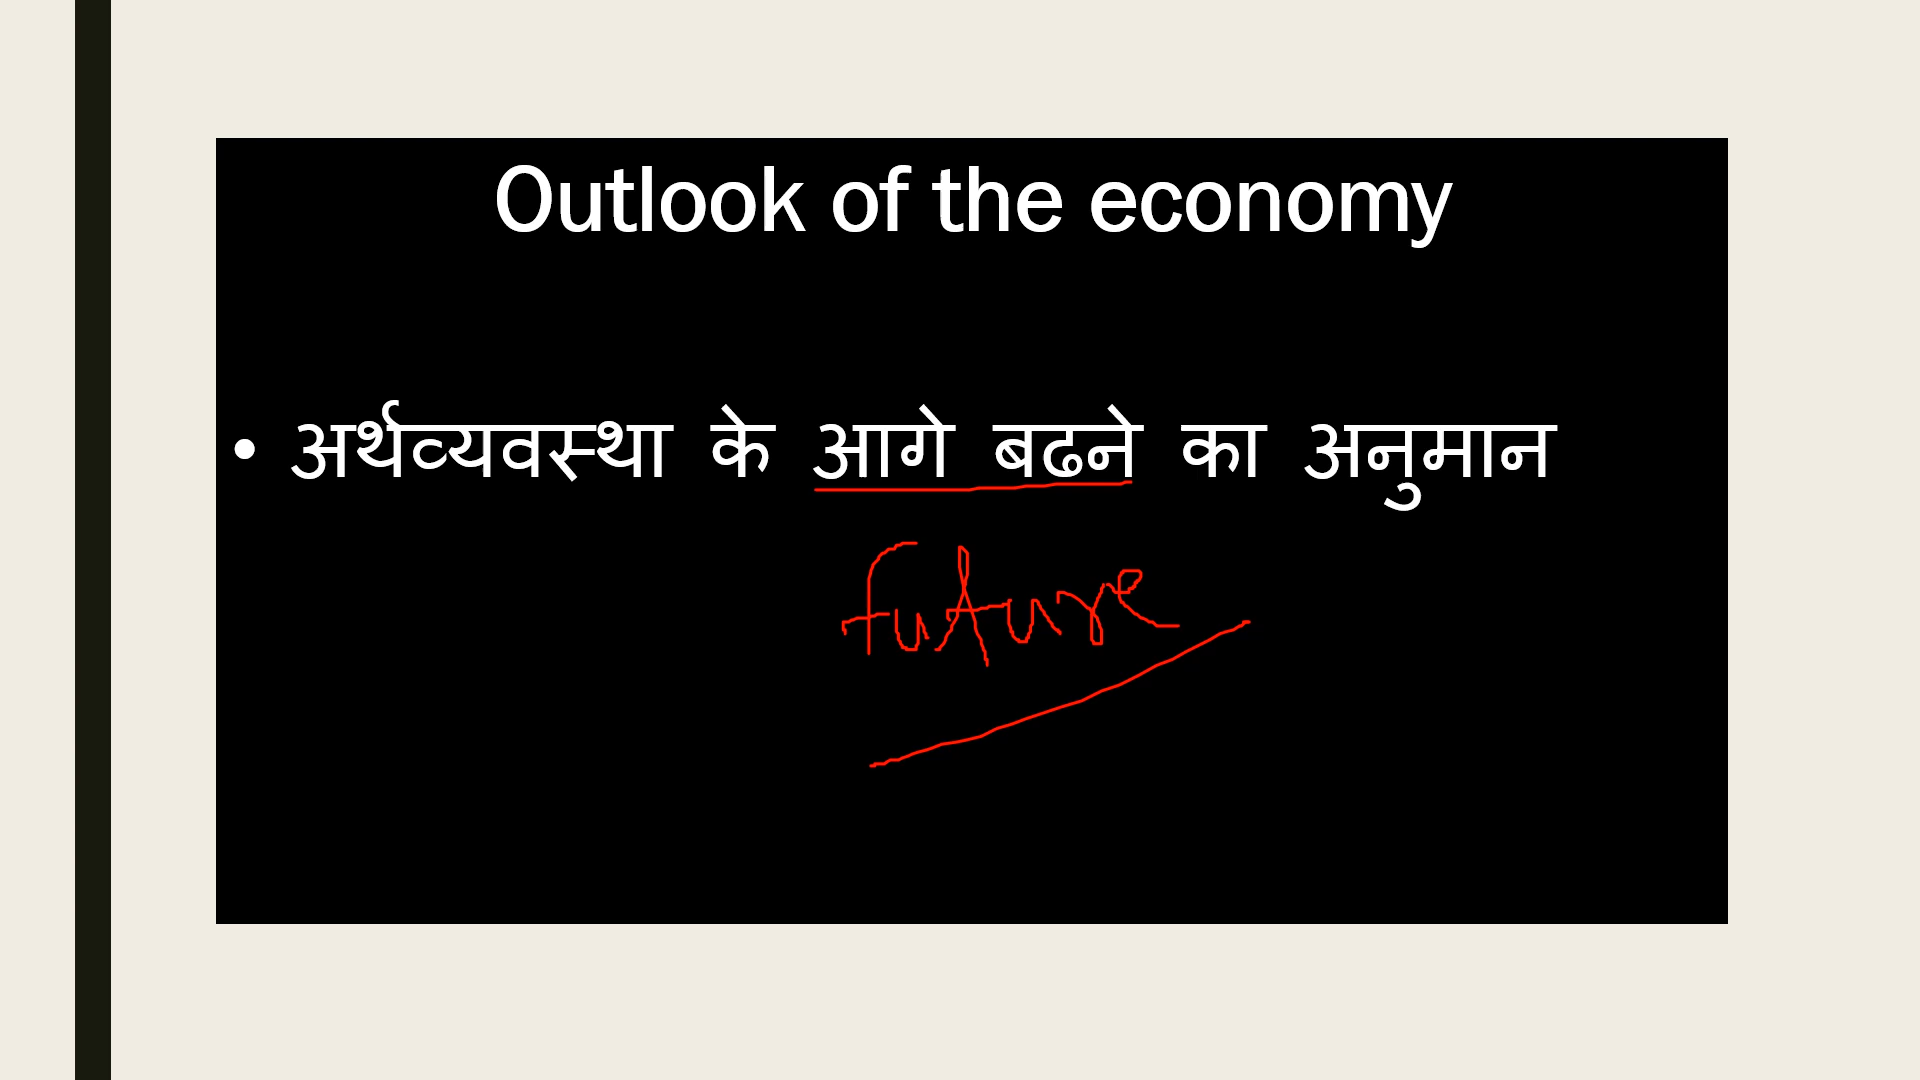 Outlook of the economy
• अर्थव्यवस्था के आगे बढने का अनुमान
future